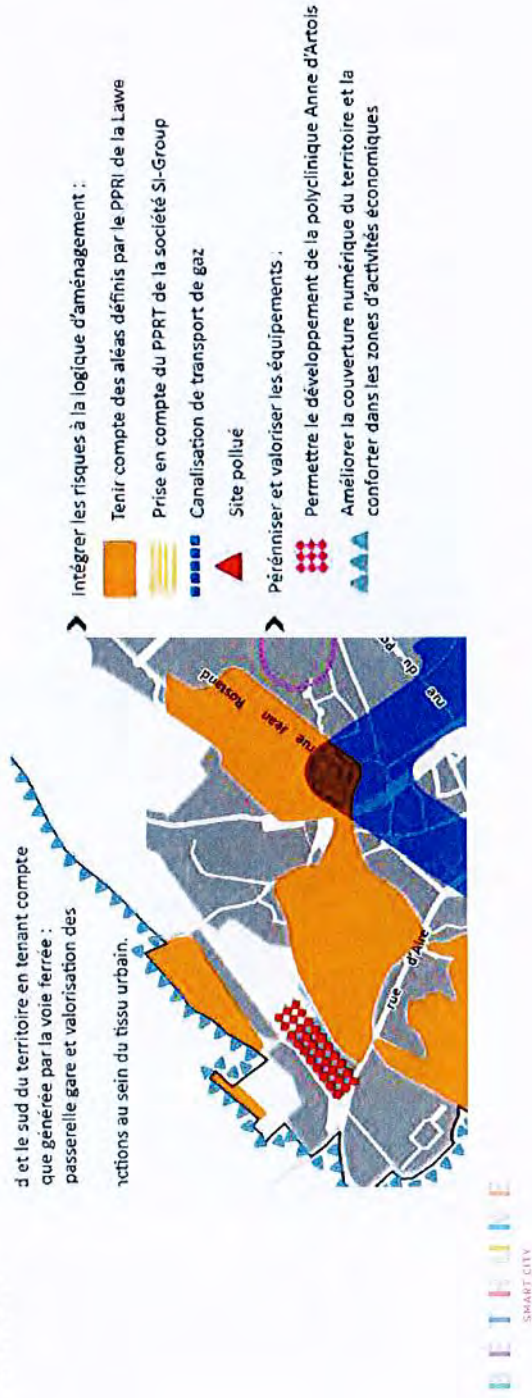 d et le sud du territoire en tenant compte
que générée par la voie ferrée :
passerelle gare et valorisation des
nctions au sein du tissu urbain.
rue Jean Rostand
rue d'Aire
rue du Po
Intégrer les risques à la logique d'aménagement :
Tenir compte des aléas définis par le PPRI de la Lawe
Prise en compte du PPRT de la société SI-Group
Canalisation de transport de gaz
Site pollué
Pérénniser et valoriser les équipements :
Permettre le développement de la polyclinique Anne d'Artois
Améliorer la couverture numérique du territoire et la
conforter dans les zones d'activités économiques
BÉTHUNE
SMART CITY